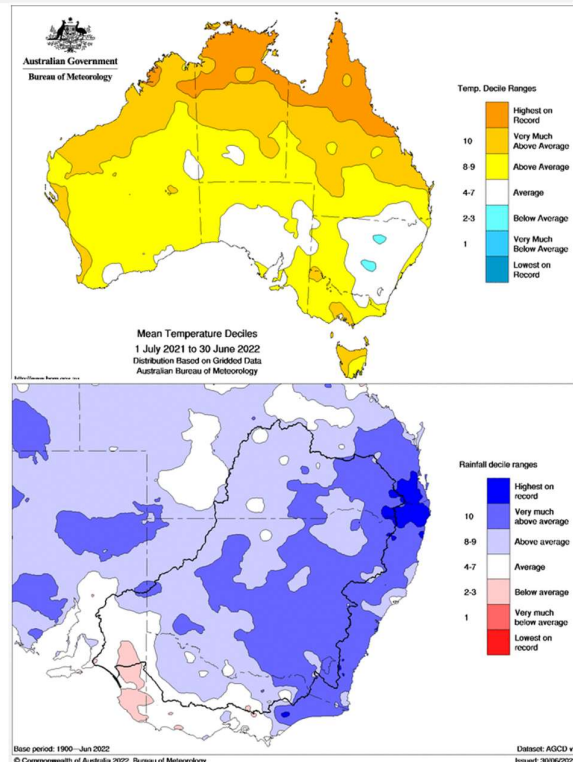 Australian Government
Bureau of Meteorology
Temp. Decile Ranges
Highest on
Record
10
Very Much
Above Average
8-9
Above Average
4-7
Average
2-3
Below Average
1
Very Much
Below Average
Lowest on
Record
Mean Temperature Deciles
1 July 2021 to 30 June 2022
Distribution Based on Gridded Data
Australian Bureau of Meteorology
Rainfall decile ranges
Highest on
record
10
Very much
above average
8-9
Above average
4-7
Average
2-3
Below average
1
Very much
below average
Lowest on
record
Base period: 1900—Jun 2022
Dataset: AGCD v
© Commonwealth of Australia 2022, Bureau of Meteorology
Issued: 30/06/202